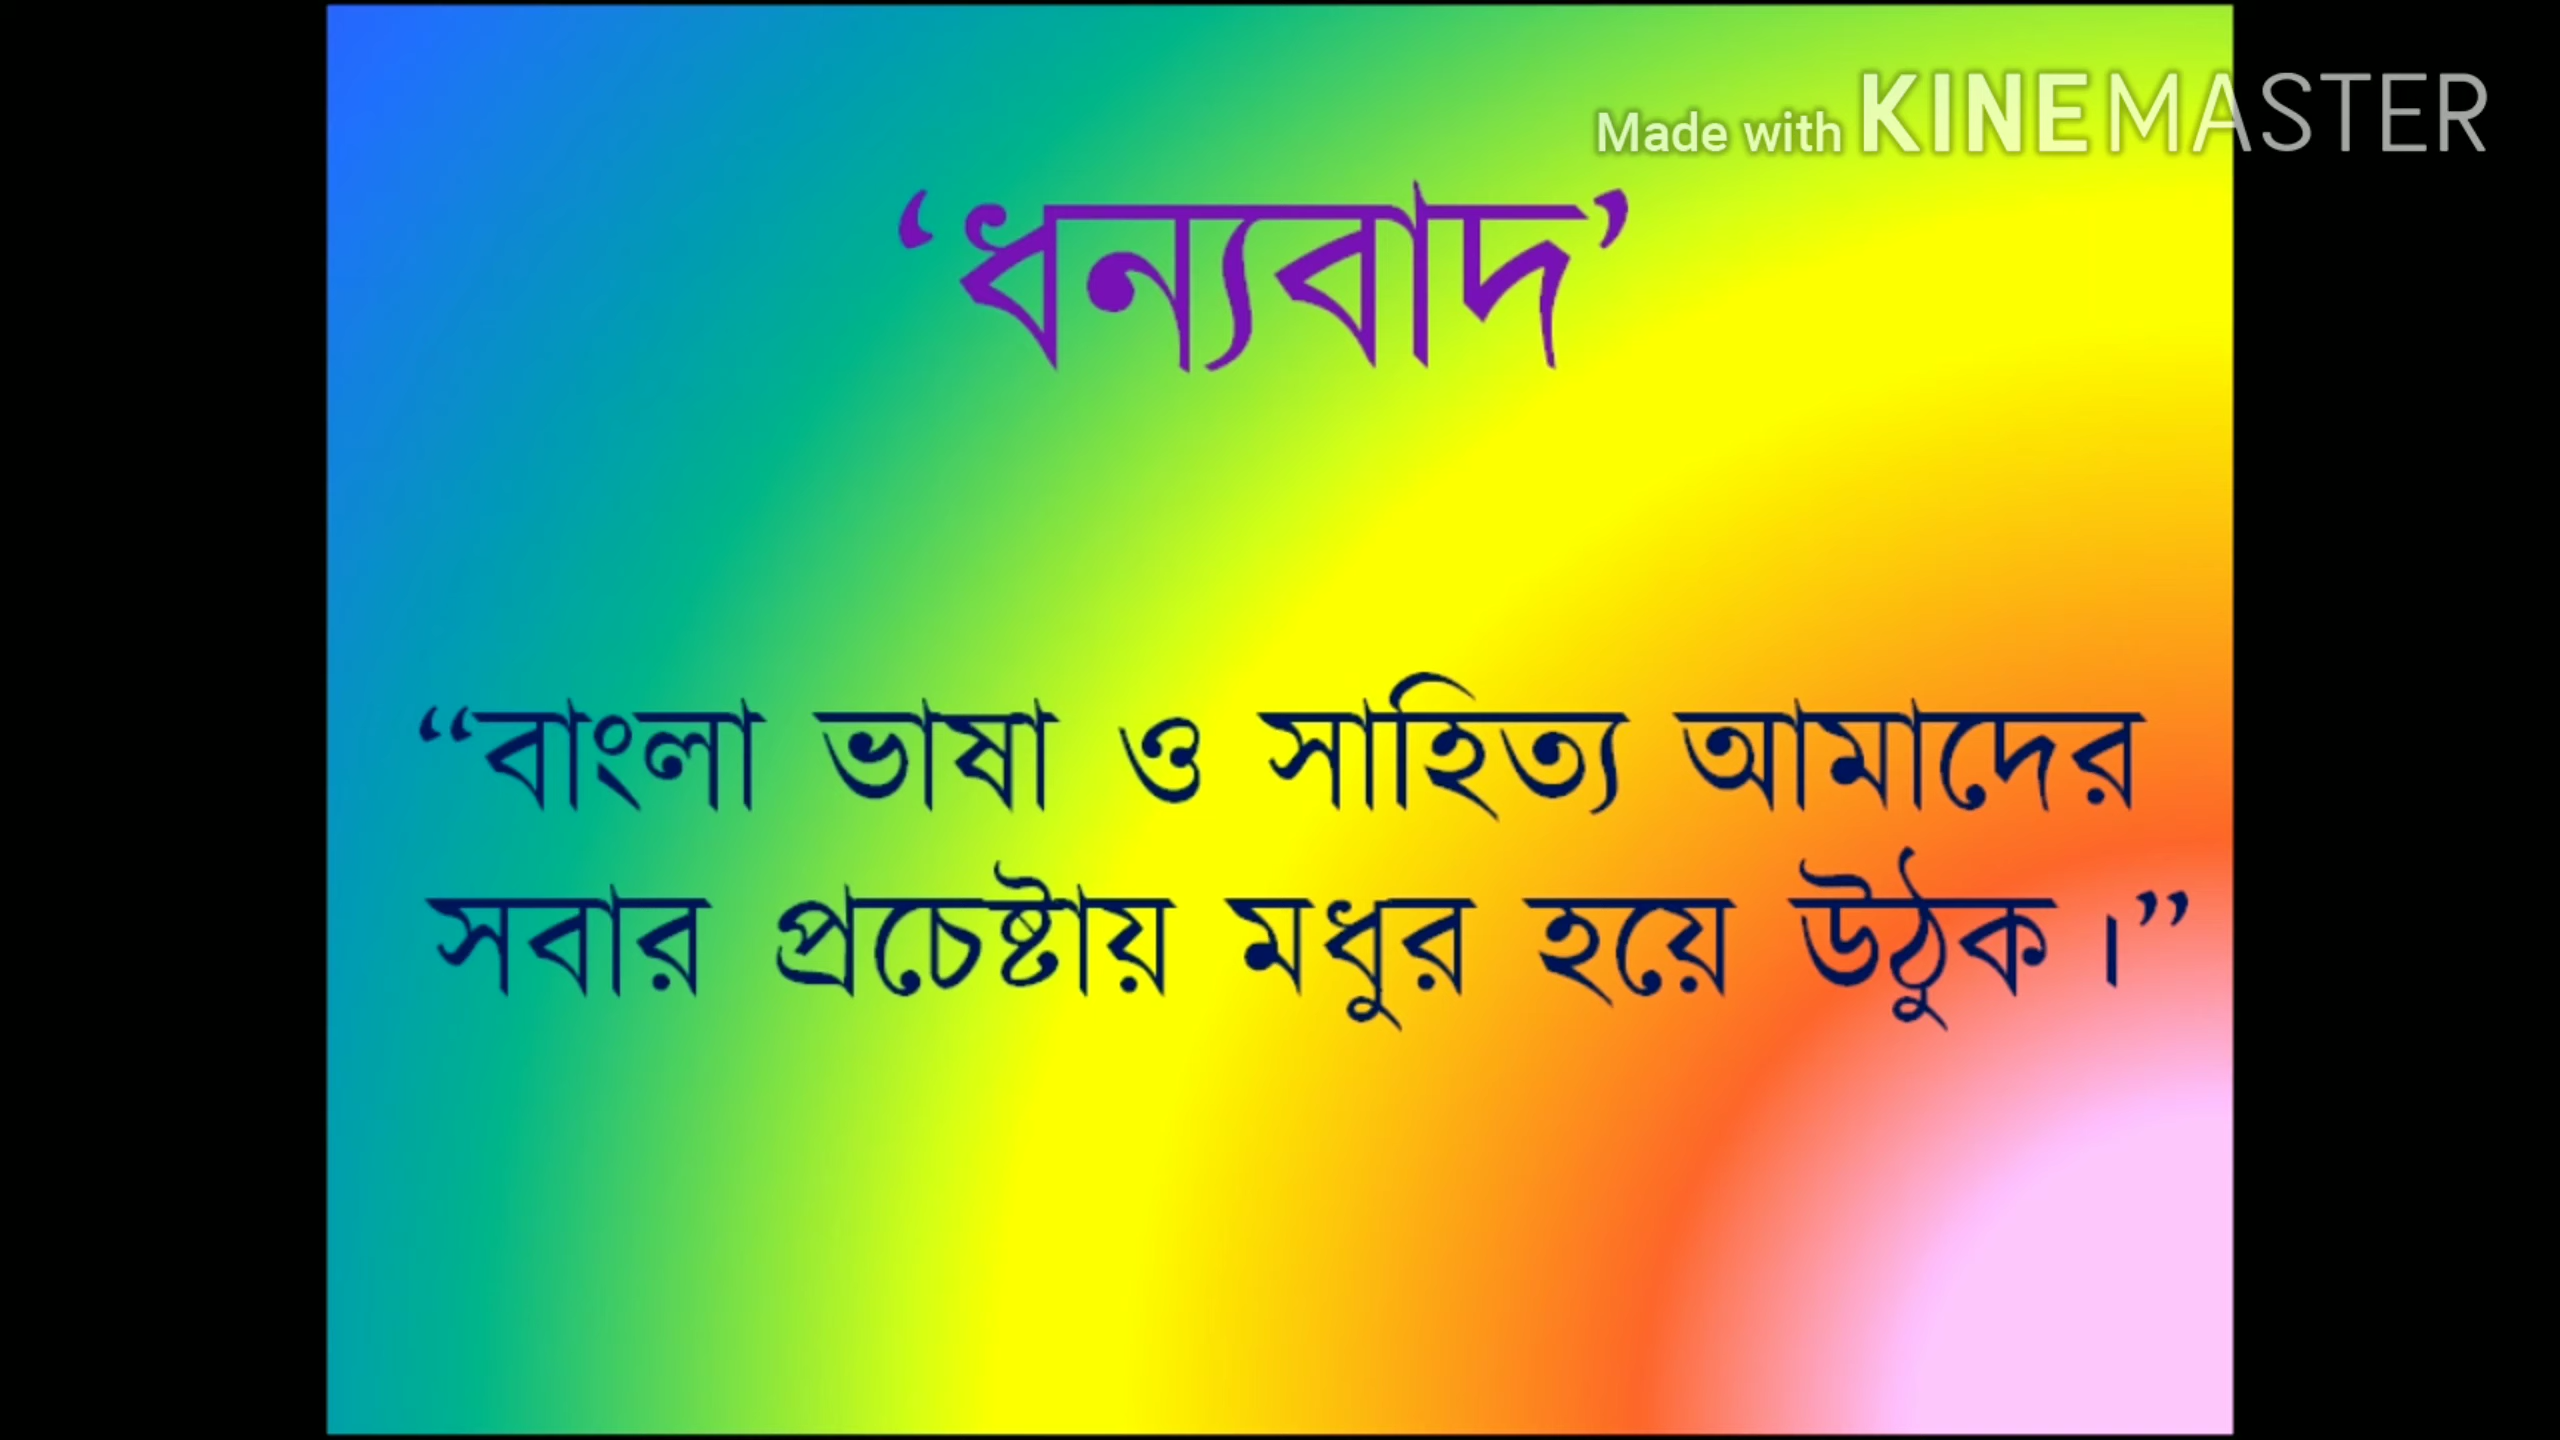 Made with KINEMASTER
‘ধন্যবাদ’
“বাংলা ভাষা ও সাহিত্য আমাদের
সবার প্রচেষ্টায় মধুর হয়ে উঠুক।”